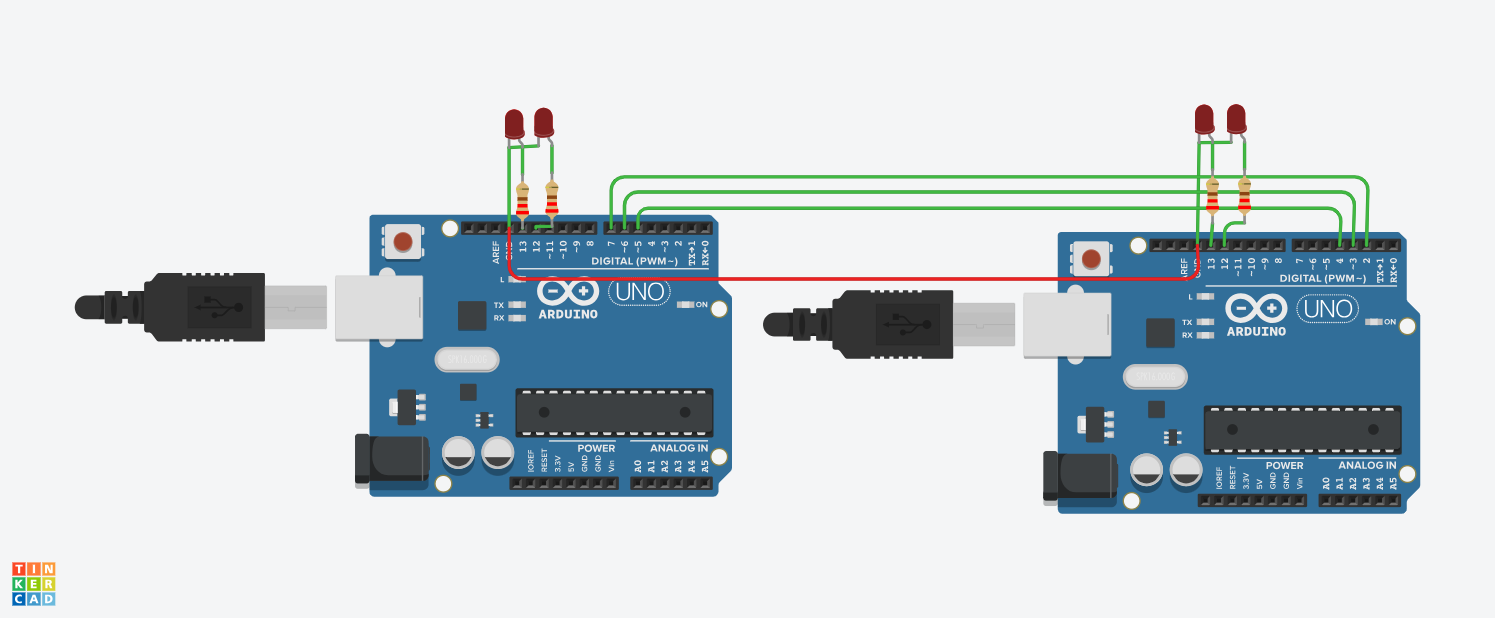 AREF
13
12
~11
~10
~9
8
7
~6
~5
4
~3
2
TX→1
RX←0
DIGITAL (PWM~)
L
TX
RX
ARDUINO
UNO
ON
POWER
ANALOG IN
IOREF
RESET
3.3V
5V
GND
GND
Vin
A0
A1
A2
A3
A4
A5
AREF
13
12
~11
~10
~9
8
7
~6
~5
4
~3
2
TX→1
RX←0
DIGITAL (PWM~)
L
TX
RX
ARDUINO
UNO
ON
POWER
ANALOG IN
IOREF
RESET
3.3V
5V
GND
GND
Vin
A0
A1
A2
A3
A4
A5
TIN
KER
CAD